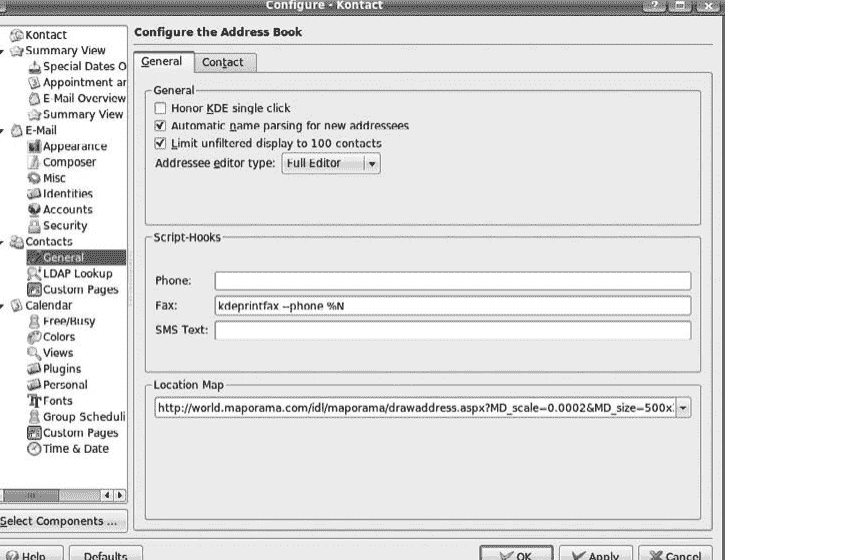 Configure - Kontact
Kontact
Summary View
Special Dates O
Appointment ar
E Mail Overview
Summary View
E-Mail
Appearance
Composer
Misc
Identities
Accounts
Security
Contacts
General
LDAP Lookup
Custom Pages
Calendar
Free/Busy
Colors
Views
Plugins
Personal
Fonts
Group Scheduli
Custom Pages
Time & Date
Select Components ...
Configure the Address Book
General Contact
General
Honor KDE single click
Automatic name parsing for new addressees
Limit unfiltered display to 100 contacts
Addressee editor type: Full Editor
Script-Hooks
Phone:
Fax: kdeprintfax --phone %N
SMS Text:
Location Map
http://world.maporama.com/idl/maporama/drawaddress.aspx?MD_scale=0.0002&MD_size=500x
Help Defaults OK Apply Cancel